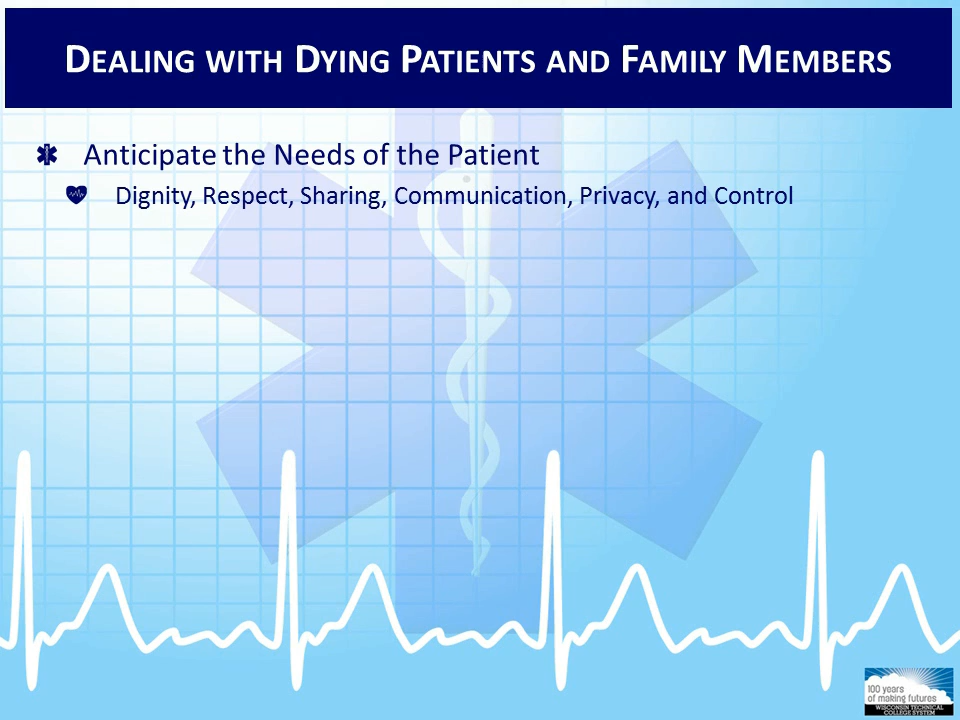 DEALING WITH DYING PATIENTS AND FAMILY MEMBERS
Anticipate the Needs of the Patient
Dignity, Respect, Sharing, Communication, Privacy, and Control
100 years
of making futures
WISCONSIN TECHNICAL
COLLEGE SYSTEM